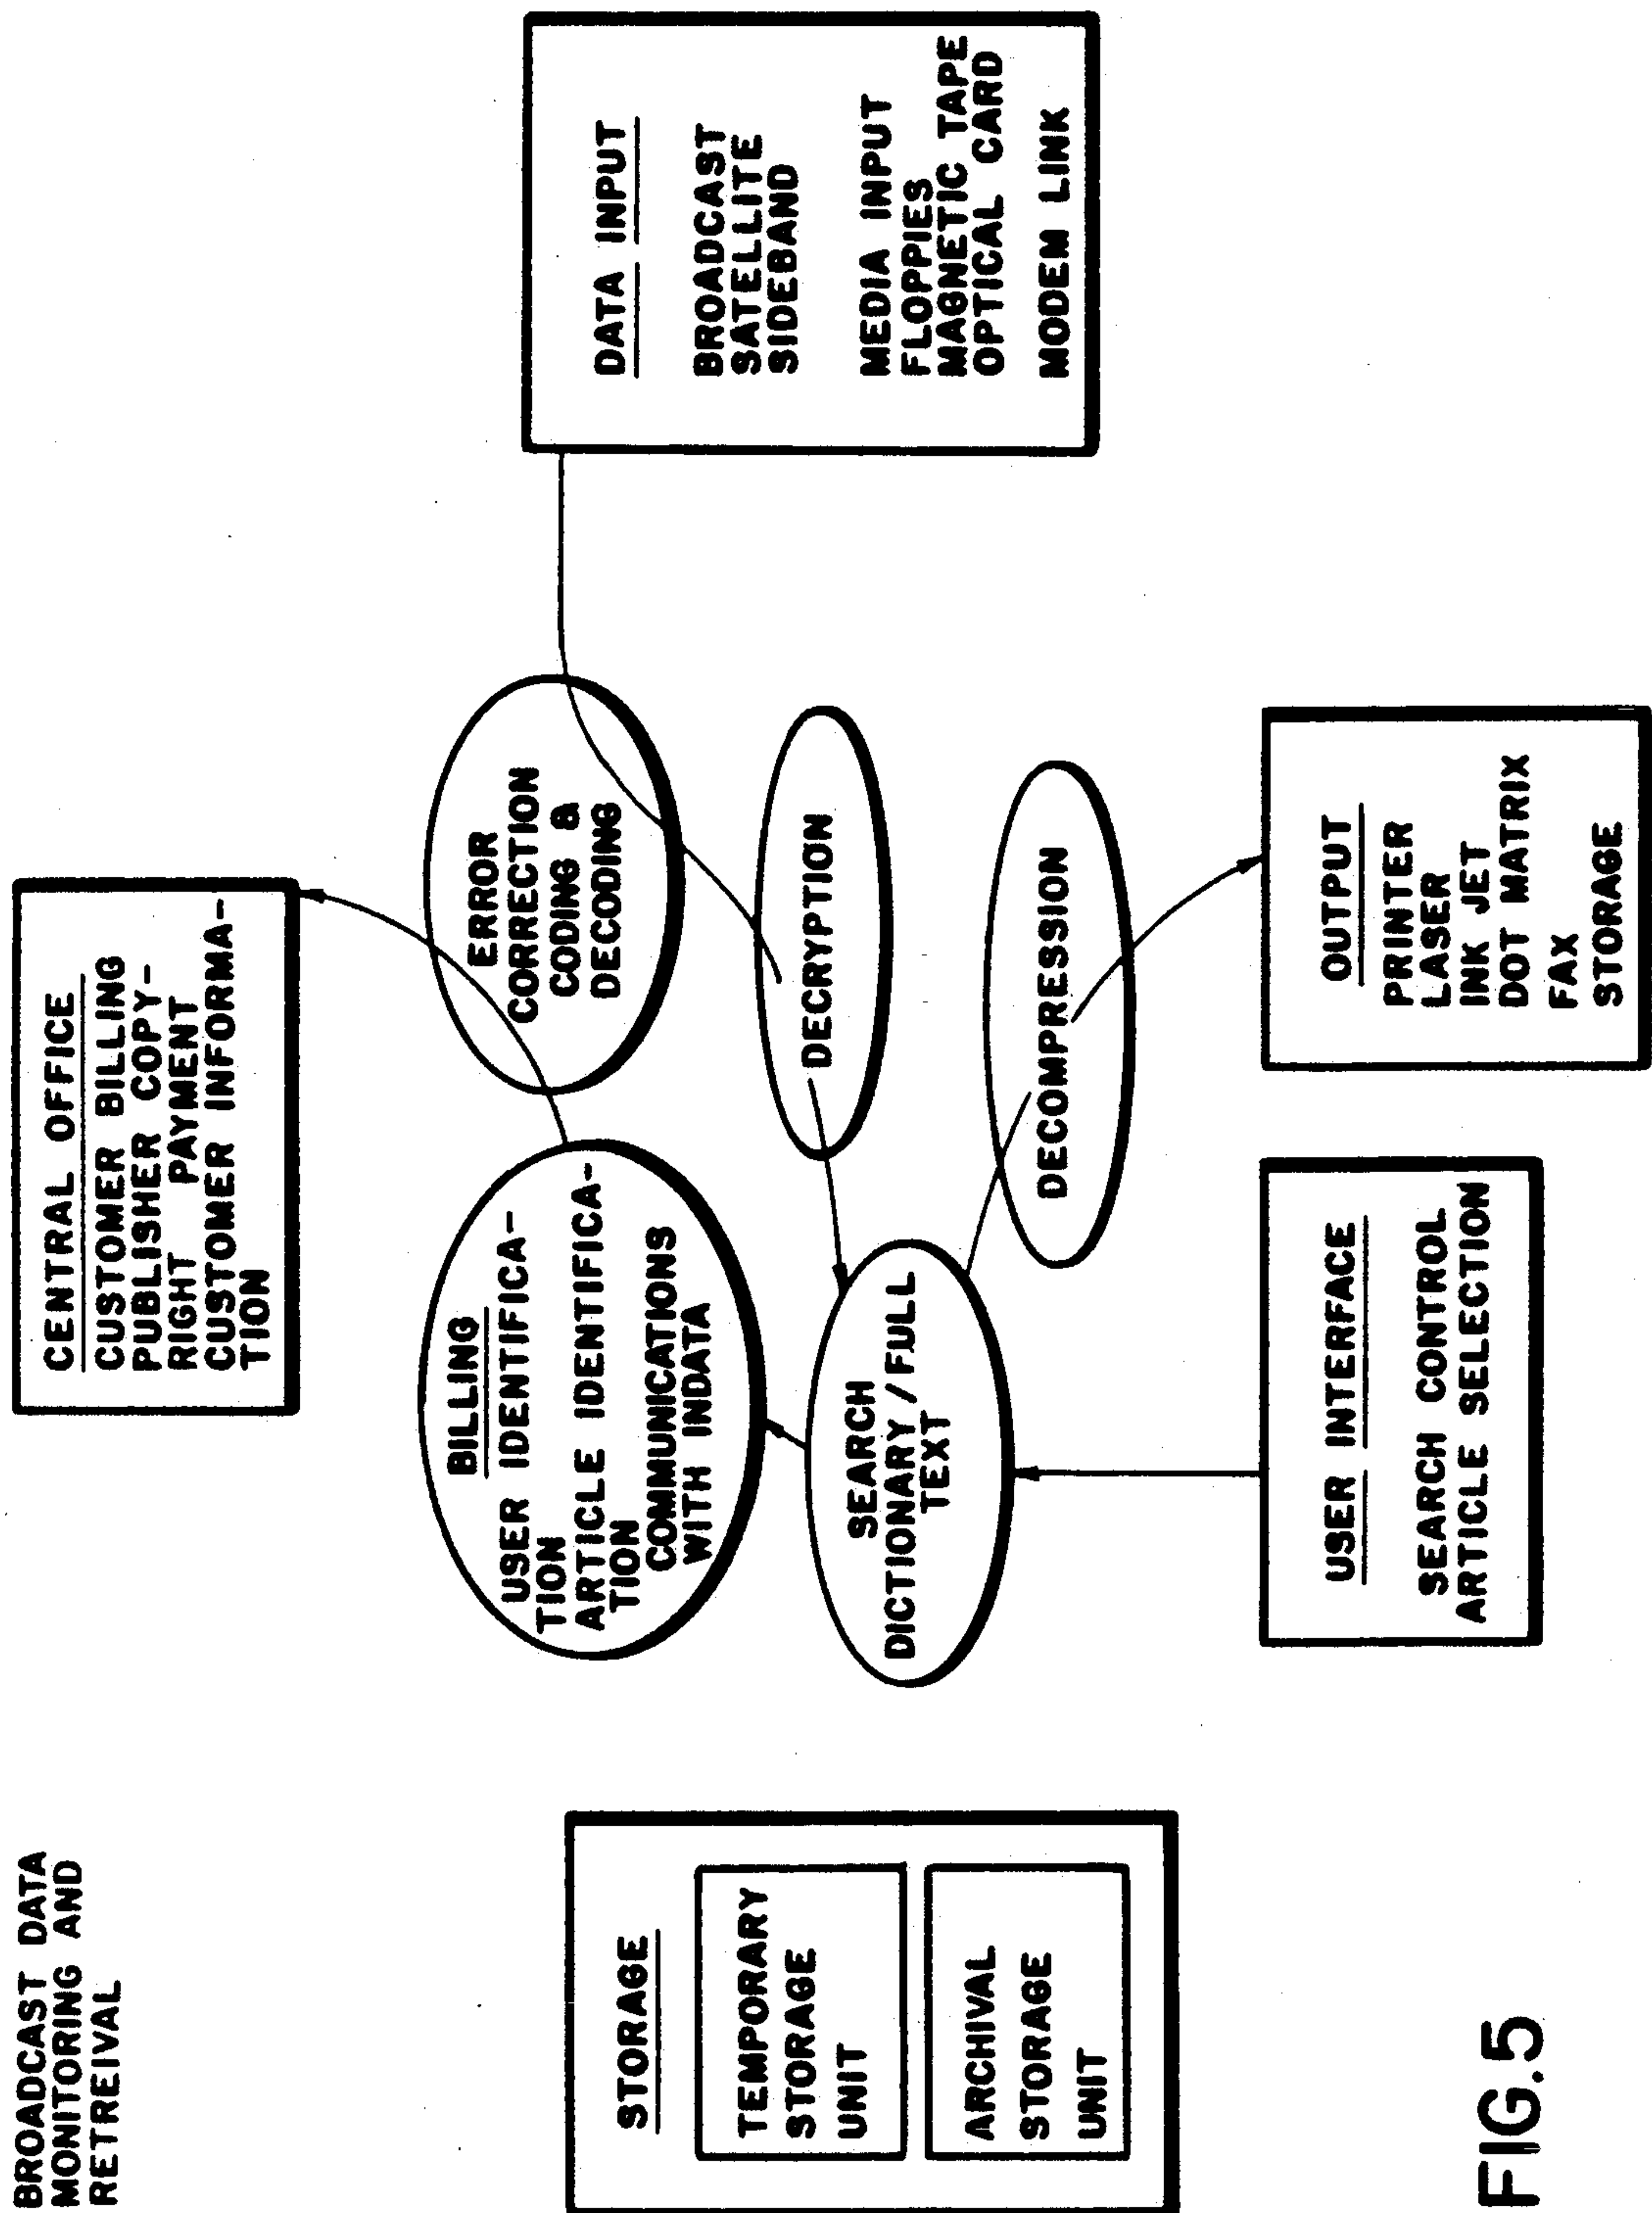 BROADCAST DATA
MONITORING AND
RETREIVAL
CENTRAL OFFICE
CUSTOMER BILLING
PUBLISHER COPY-
RIGHT PAYMENT
CUSTOMER INFORMA-
TION
STORAGE
TEMPORARY
STORAGE
UNIT
ARCHIVAL
STORAGE
UNIT
BILLING
USER IDENTIFICA-
TION
ARTICLE IDENTIFICA-
TION
COMMUNICATIONS
WITH INDATA
ERROR
CORRECTION
CODING &
DECODING
DATA INPUT
BROADCAST
SATELLITE
SIDEBAND
MEDIA INPUT
FLOPPIES
MAGNETIC TAPE
OPTICAL CARD
MODEM LINK
SEARCH
DICTIONARY/FULL
TEXT
DECRYPTION
DECOMPRESSION
USER INTERFACE
SEARCH CONTROL
ARTICLE SELECTION
OUTPUT
PRINTER
LASER
INK JET
DOT MATRIX
FAX
STORAGE
FIG.5